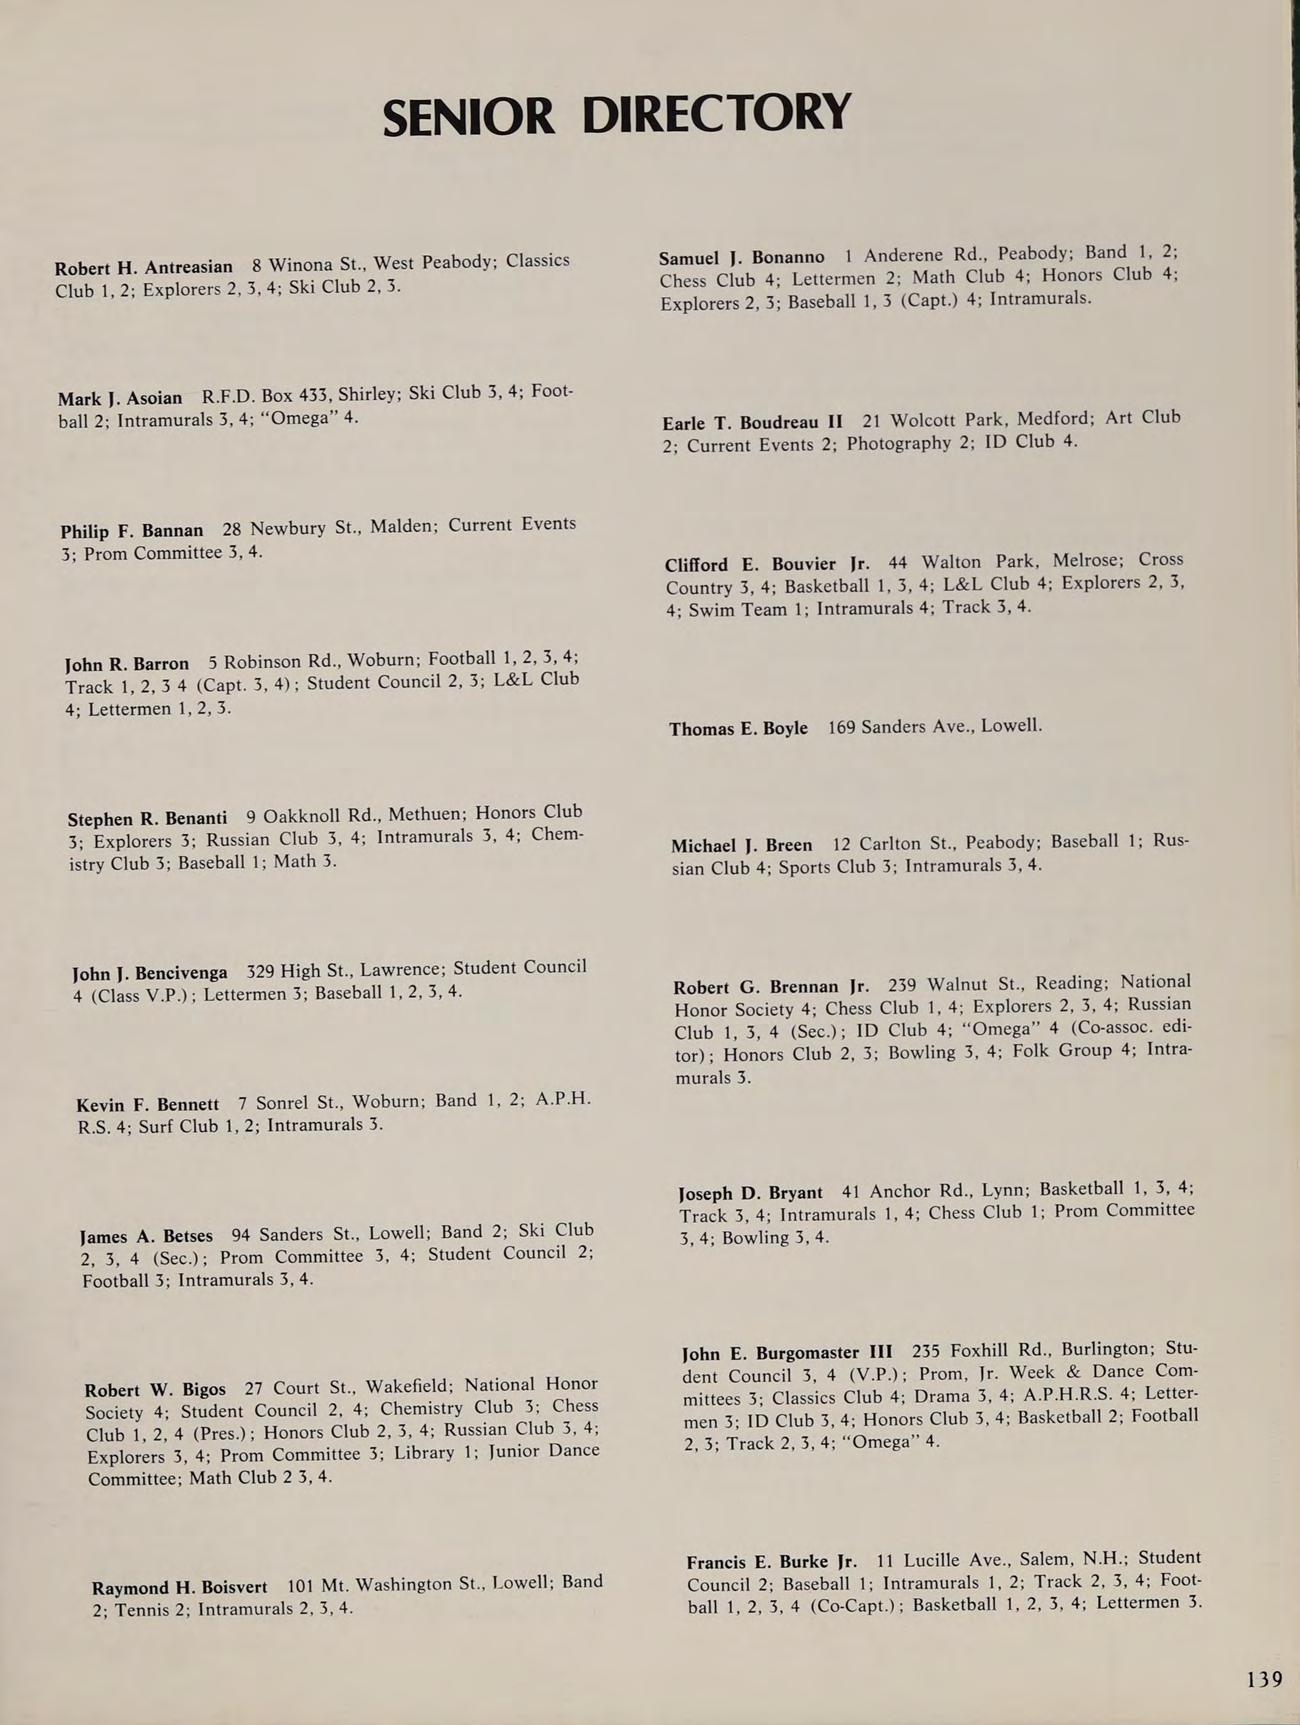 SENIOR DIRECTORY
Robert H. Antreasian 8 Winona St., West Peabody; Classics
Club 1, 2; Explorers 2, 3, 4; Ski Club 2, 3.
Mark J. Asoian R.F.D. Box 433, Shirley; Ski Club 3, 4; Foot-
ball 2; Intramurals 3, 4; “Omega” 4.
Philip F. Bannan 28 Newbury St., Malden; Current Events
3; Prom Committee 3, 4.
John R. Barron 5 Robinson Rd., Woburn; Football 1, 2, 3, 4;
Track 1, 2, 3 4 (Capt. 3, 4); Student Council 2, 3; L&L Club
4; Lettermen 1, 2, 3.
Stephen R. Benanti 9 Oakknoll Rd., Methuen; Honors Club
3; Explorers 3; Russian Club 3, 4; Intramurals 3, 4; Chem-
istry Club 3; Baseball 1; Math 3.
John J. Bencivenga 329 High St., Lawrence; Student Council
4 (Class V.P.); Lettermen 3; Baseball 1, 2, 3, 4.
Kevin F. Bennett 7 Sonrel St., Woburn; Band 1, 2; A.P.H.
R.S. 4; Surf Club 1, 2; Intramurals 3.
James A. Betses 94 Sanders St., Lowell; Band 2; Ski Club
2, 3, 4 (Sec.); Prom Committee 3, 4; Student Council 2;
Football 3; Intramurals 3, 4.
Robert W. Bigos 27 Court St., Wakefield; National Honor
Society 4; Student Council 2, 4; Chemistry Club 3; Chess
Club 1, 2, 4 (Pres.); Honors Club 2, 3, 4; Russian Club 3, 4;
Explorers 3, 4; Prom Committee 3; Library 1; Junior Dance
Committee; Math Club 2 3, 4.
Raymond H. Boisvert 101 Mt. Washington St., Lowell; Band
2; Tennis 2; Intramurals 2, 3, 4.
Samuel J. Bonanno 1 Anderene Rd., Peabody; Band 1, 2;
Chess Club 4; Lettermen 2; Math Club 4; Honors Club 4;
Explorers 2, 3; Baseball 1, 3 (Capt.) 4; Intramurals.
Earle T. Boudreau II 21 Wolcott Park, Medford; Art Club
2; Current Events 2; Photography 2; ID Club 4.
Clifford E. Bouvier Jr. 44 Walton Park, Melrose; Cross
Country 3, 4; Basketball 1, 3, 4; L&L Club 4; Explorers 2, 3,
4; Swim Team 1; Intramurals 4; Track 3, 4.
Thomas E. Boyle 169 Sanders Ave., Lowell.
Michael J. Breen 12 Carlton St., Peabody; Baseball 1; Rus-
sian Club 4; Sports Club 3; Intramurals 3, 4.
Robert G. Brennan Jr. 239 Walnut St., Reading; National
Honor Society 4; Chess Club 1, 4; Explorers 2, 3, 4; Russian
Club 1, 3, 4 (Sec.); ID Club 4; “Omega” 4 (Co-assoc. edi-
tor); Honors Club 2, 3; Bowling 3, 4; Folk Group 4; Intra-
murals 3.
Joseph D. Bryant 41 Anchor Rd., Lynn; Basketball 1, 3, 4;
Track 3, 4; Intramurals 1, 4; Chess Club 1; Prom Committee
3, 4; Bowling 3, 4.
John E. Burgomaster III 235 Foxhill Rd., Burlington; Stu-
dent Council 3, 4 (V.P.); Prom, Jr. Week & Dance Com-
mittees 3; Classics Club 4; Drama 3, 4; A.P.H.R.S. 4; Letter-
men 3; ID Club 3, 4; Honors Club 3, 4; Basketball 2; Football
2, 3; Track 2, 3, 4; “Omega” 4.
Francis E. Burke Jr. 11 Lucille Ave., Salem, N.H.; Student
Council 2; Baseball 1; Intramurals 1, 2; Track 2, 3, 4; Foot-
ball 1, 2, 3, 4 (Co-Capt.); Basketball 1, 2, 3, 4; Lettermen 3.
139